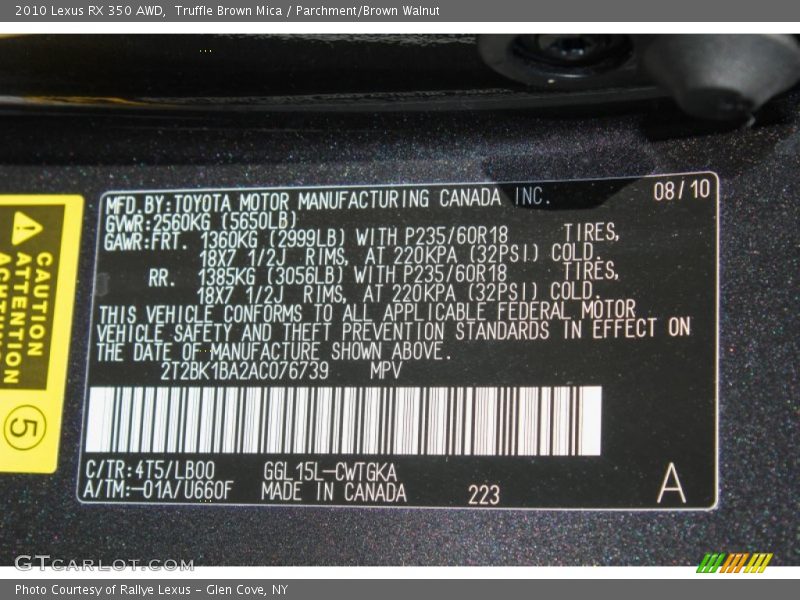 2010 Lexus RX 350 AWD, Truffle Brown Mica / Parchment/Brown Walnut
MFD. BY: TOYOTA MOTOR MANUFACTURING CANADA INC. 08/10
GVWR: 2560KG (5650LB)
GAWR: FRT. 1360KG (2999LB) WITH P235/60R18 TIRES,
18X7 1/2J RIMS, AT 220KPA (32PSI) COLD.
RR. 1385KG (3056LB) WITH P235/60R18 TIRES,
18X7 1/2J RIMS, AT 220KPA (32PSI) COLD.
THIS VEHICLE CONFORMS TO ALL APPLICABLE FEDERAL MOTOR
VEHICLE SAFETY AND THEFT PREVENTION STANDARDS IN EFFECT ON
THE DATE OF MANUFACTURE SHOWN ABOVE.
2T2BK1BA2AC076739 MPV
C/TR: 4T5/LB00 GGL15L-CWTGKA
A/TM: -01A/U660F MADE IN CANADA 223 A
CAUTION
ATTENTION
5
GTCARLOT.COM
Photo Courtesy of Rallye Lexus - Glen Cove, NY